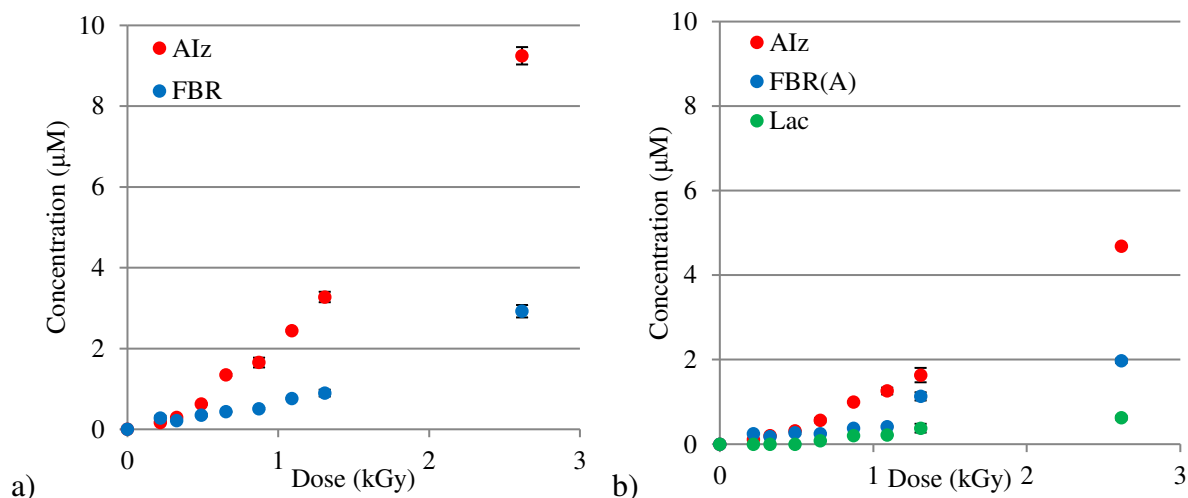 10
8
6
4
2
0
Concentration (µM)
AIz
FBR
0
1
2
3
Dose (kGy)
a)
10
8
6
4
2
0
Concentration (µM)
AIz
FBR(A)
Lac
0
1
2
3
Dose (kGy)
b)